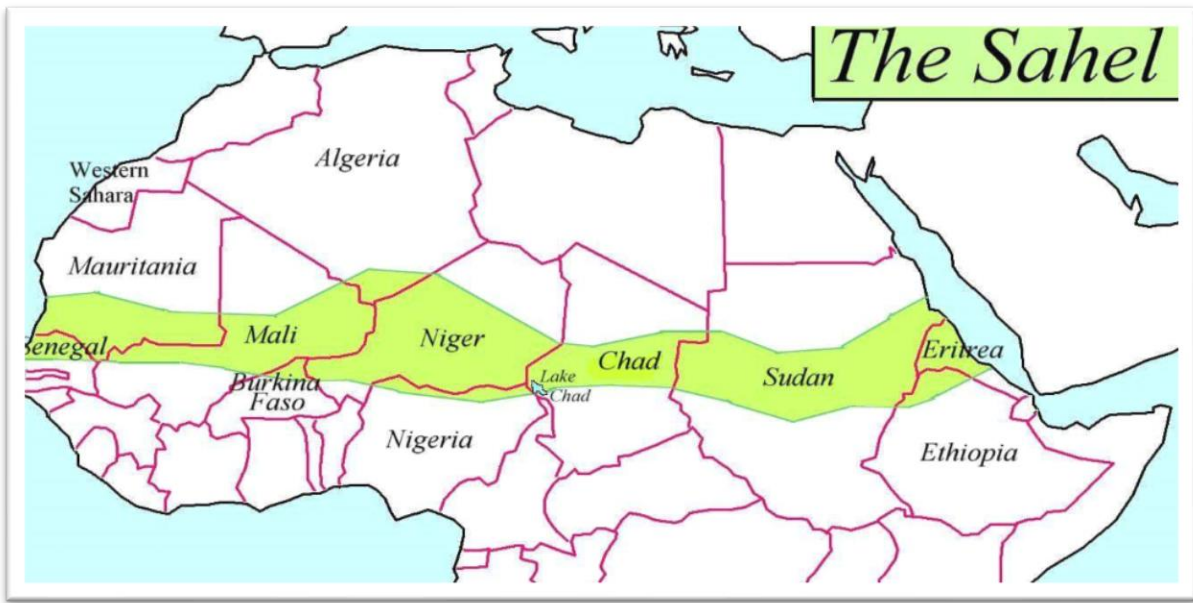 The Sahel
Algeria
Western
Sahara
Mauritania
Senegal
Mali
Niger
Chad
Sudan
Eritrea
Lake
Chad
Burkina
Faso
Nigeria
Ethiopia